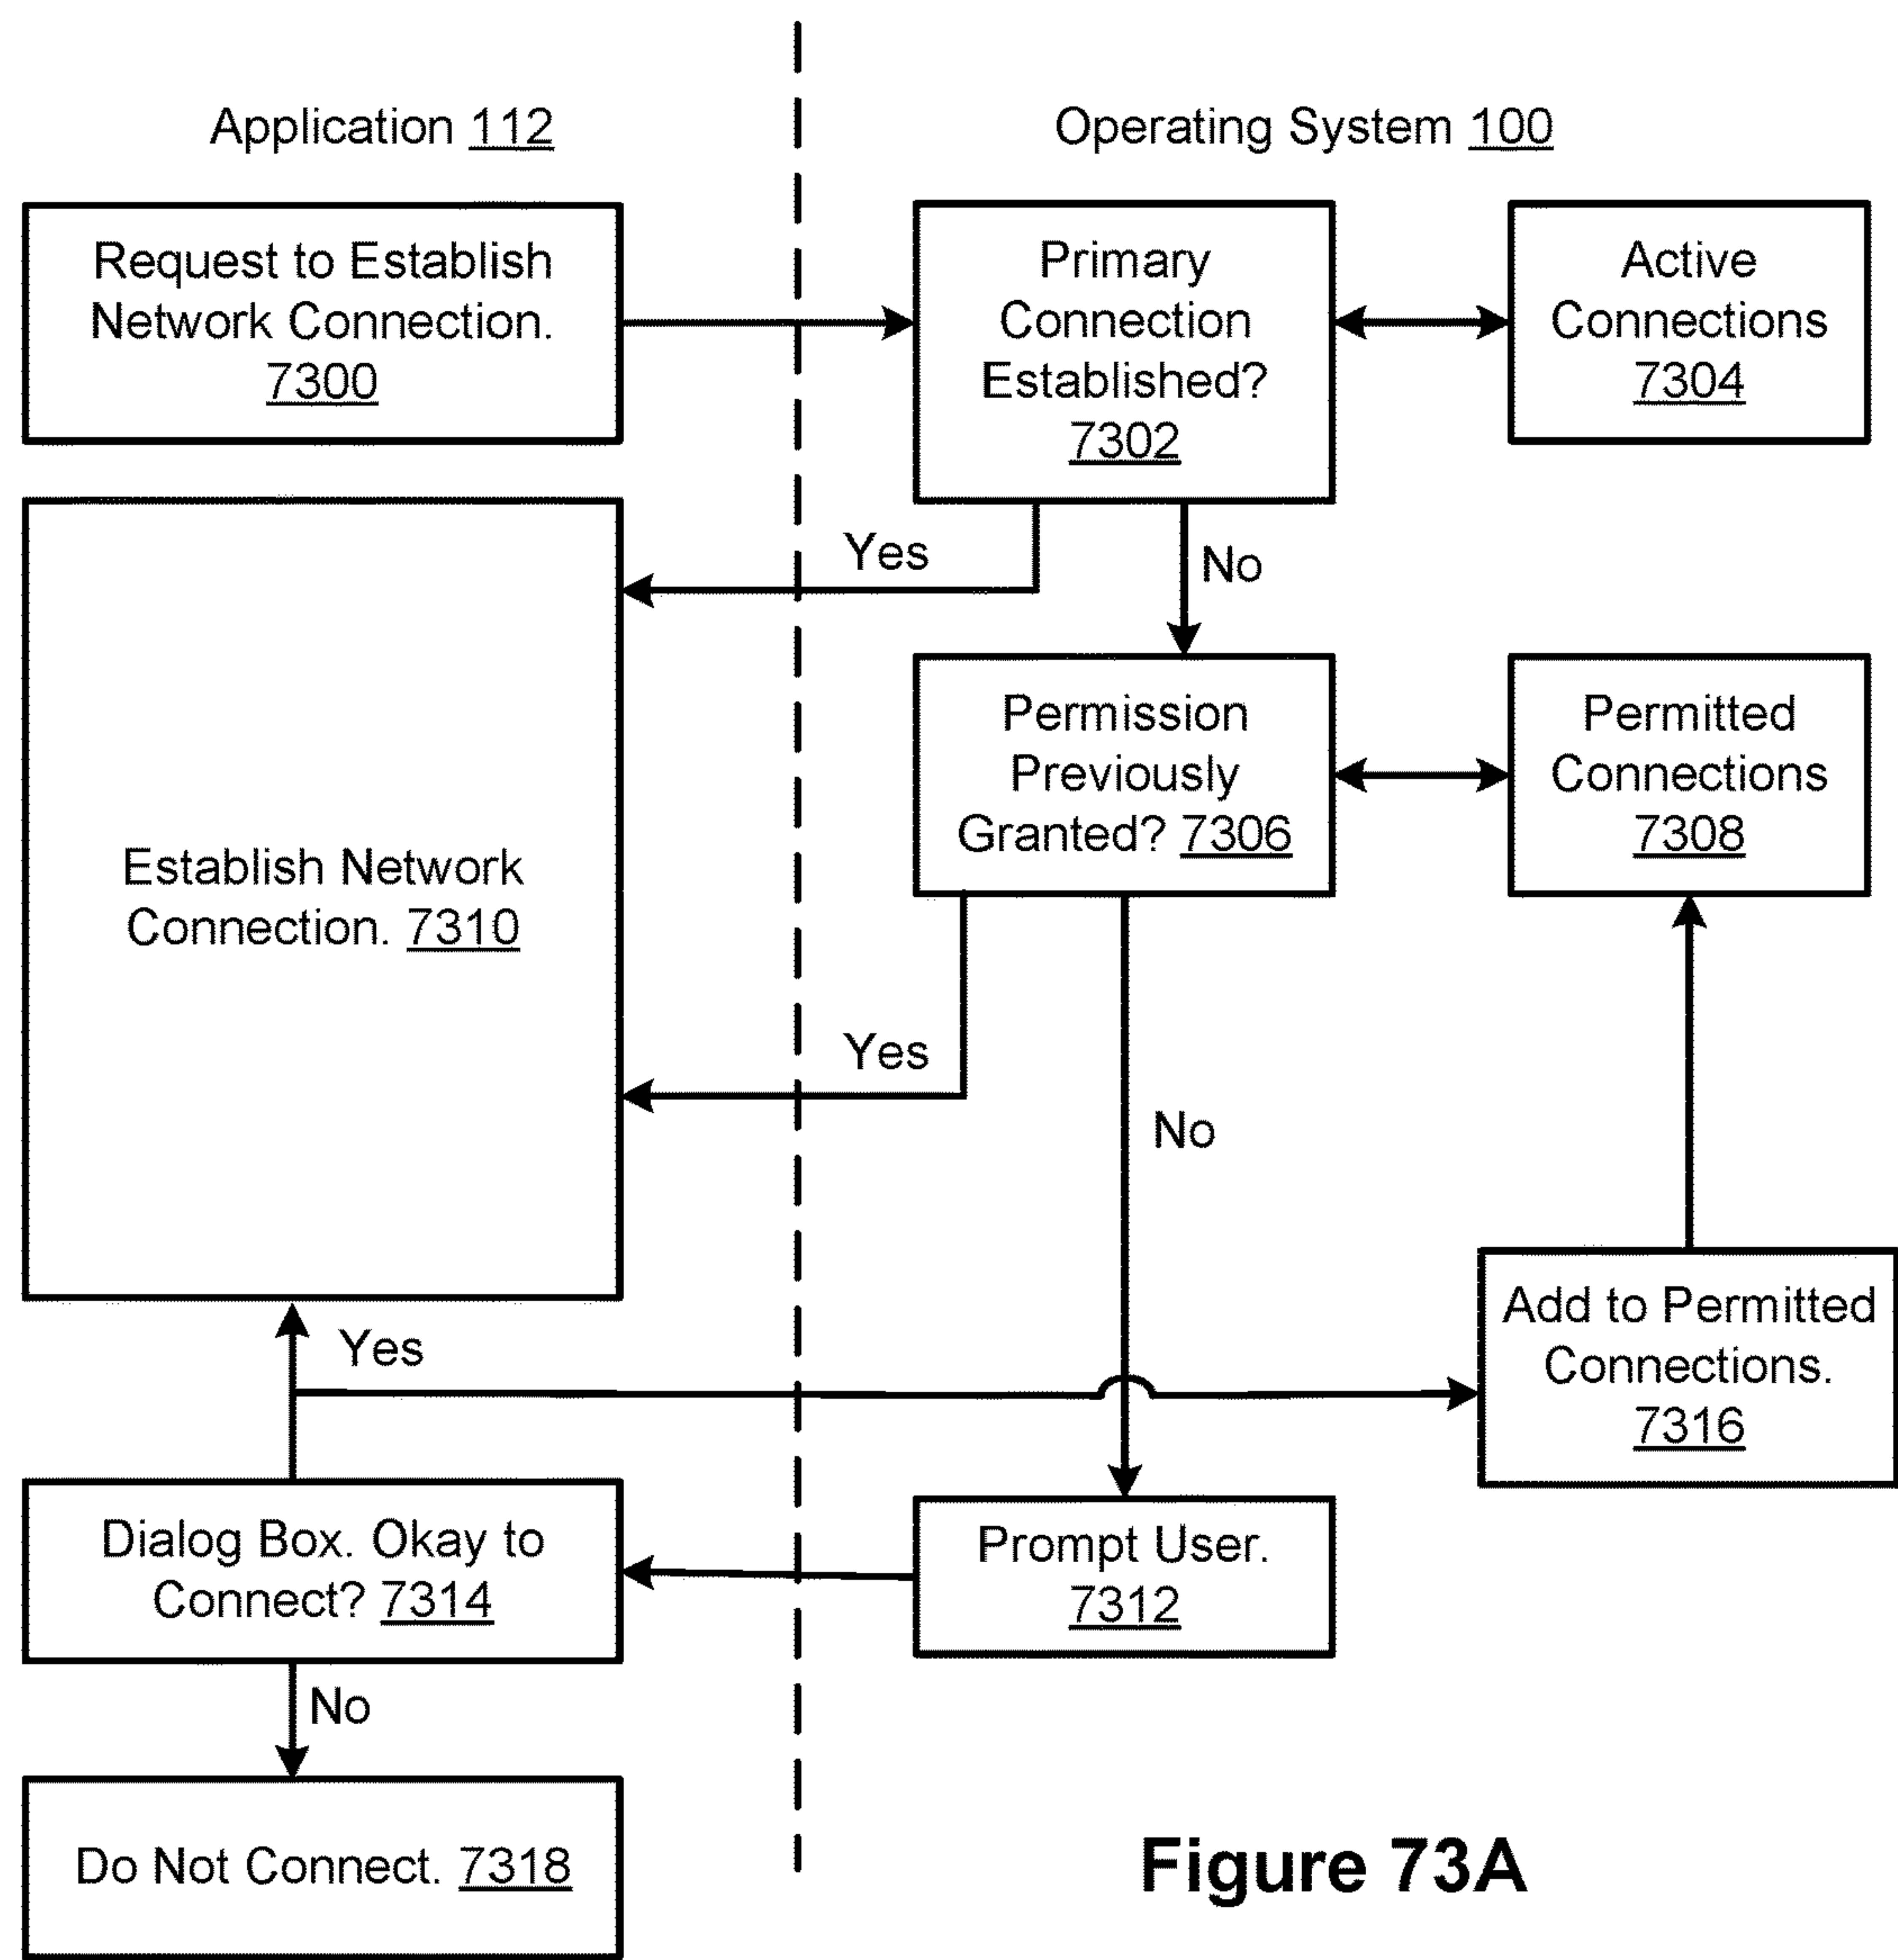 Application 112
Operating System 100
Request to Establish
Network Connection.
7300
Primary
Connection
Established?
7302
Active
Connections
7304
Yes
No
Establish Network
Connection. 7310
Permission
Previously
Granted? 7306
Permitted
Connections
7308
Yes
No
Yes
Add to Permitted
Connections.
7316
Dialog Box. Okay to
Connect? 7314
Prompt User.
7312
No
Do Not Connect. 7318
Figure 73A